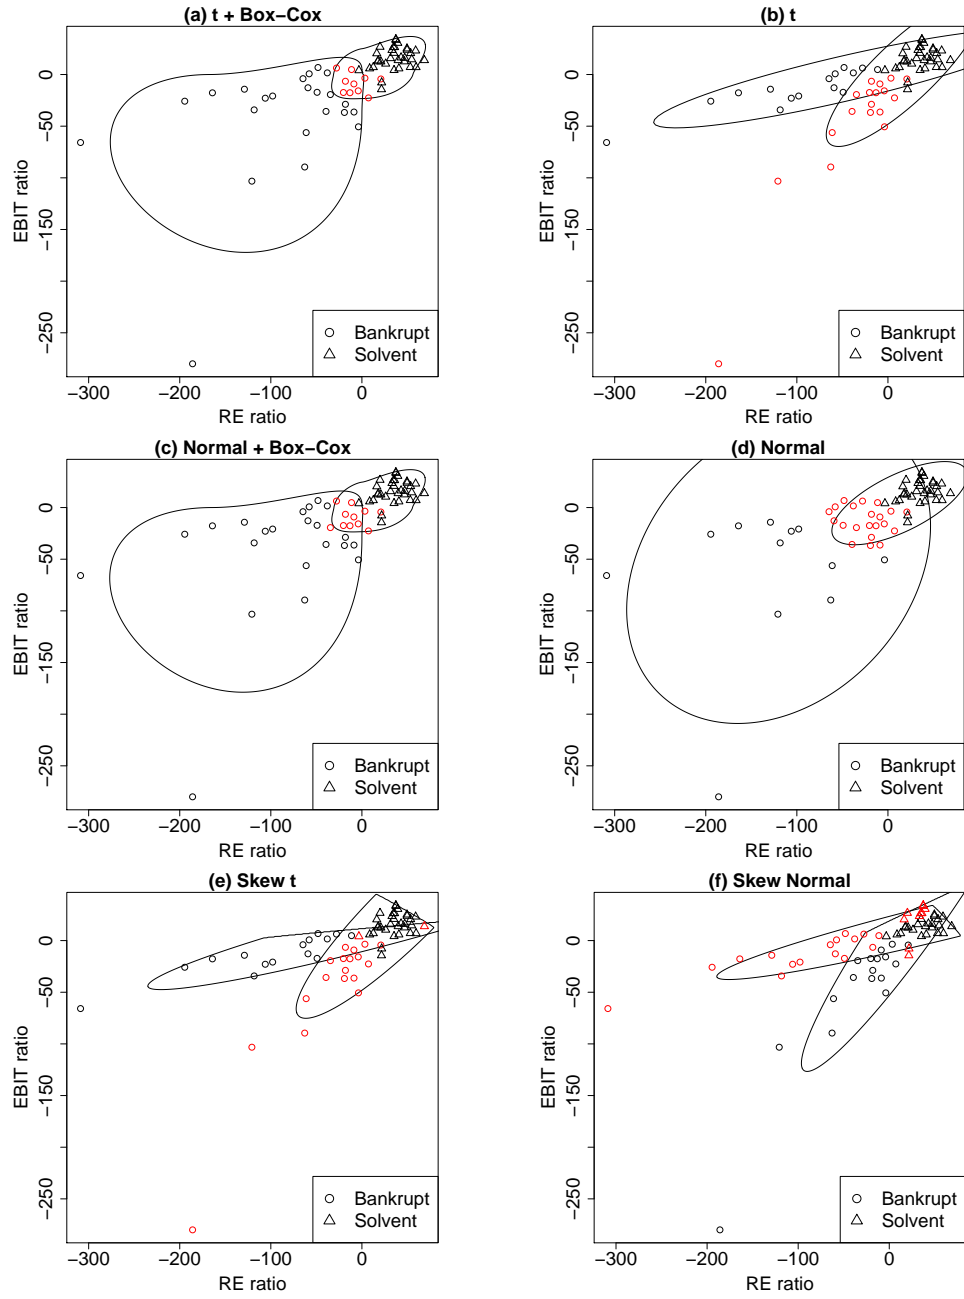 (a) t + Box−Cox
EBIT ratio
0
−50
−150
−250
Bankrupt
Solvent
−300
−200
−100
0
RE ratio
(b) t
EBIT ratio
0
−50
−150
−250
Bankrupt
Solvent
−300
−200
−100
0
RE ratio
(c) Normal + Box−Cox
EBIT ratio
0
−50
−150
−250
Bankrupt
Solvent
−300
−200
−100
0
RE ratio
(d) Normal
EBIT ratio
0
−50
−150
−250
Bankrupt
Solvent
−300
−200
−100
0
RE ratio
(e) Skew t
EBIT ratio
0
−50
−150
−250
Bankrupt
Solvent
−300
−200
−100
0
RE ratio
(f) Skew Normal
EBIT ratio
0
−50
−150
−250
Bankrupt
Solvent
−300
−200
−100
0
RE ratio